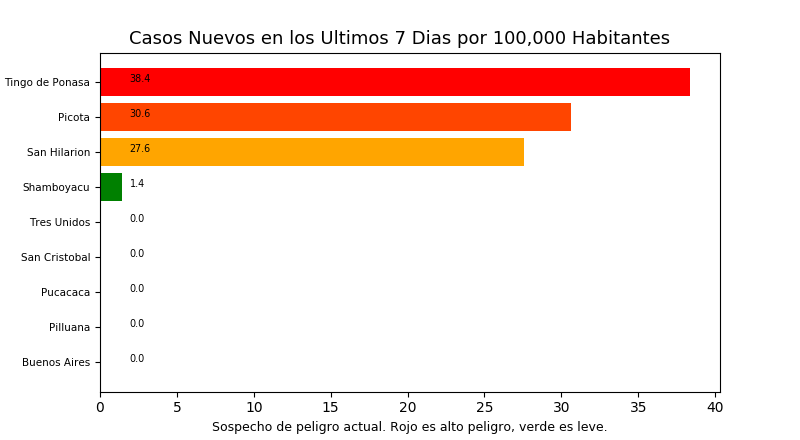 Casos Nuevos en los Ultimos 7 Dias por 100,000 Habitantes
Tingo de Ponasa 38.4
Picota 30.6
San Hilarion 27.6
Shamboyacu 1.4
Tres Unidos 0.0
San Cristobal 0.0
Pucacaca 0.0
Pilluana 0.0
Buenos Aires 0.0
0 5 10 15 20 25 30 35 40
Sospecho de peligro actual. Rojo es alto peligro, verde es leve.